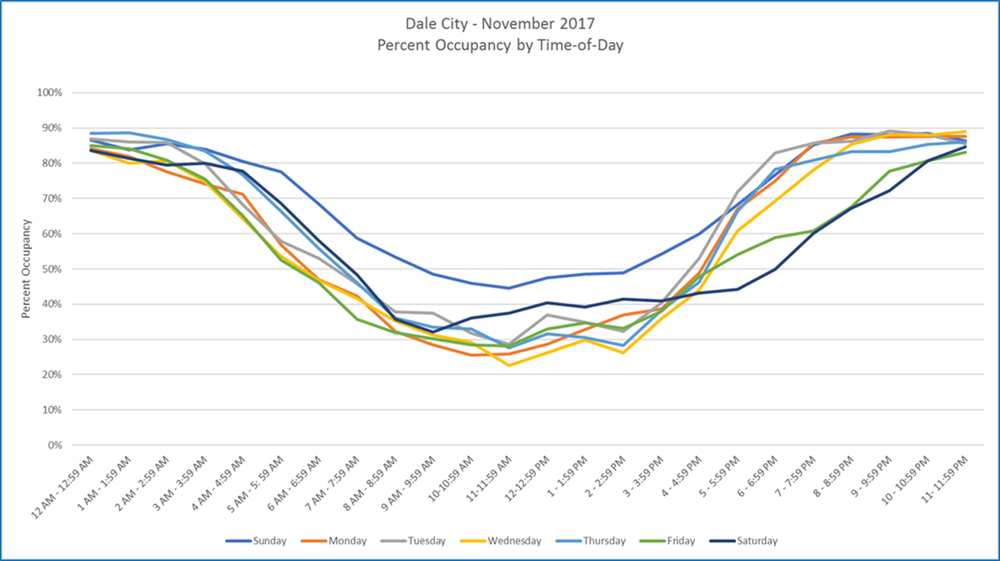 Dale City - November 2017
Percent Occupancy by Time-of-Day
Percent Occupancy
100%
90%
80%
70%
60%
50%
40%
30%
20%
10%
0%
12 AM - 12:59 AM
1 AM - 1:59 AM
2 AM - 2:59 AM
3 AM - 3:59 AM
4 AM - 4:59 AM
5 AM - 5: 59 AM
6 AM - 6:59 AM
7 AM - 7:59 AM
8 AM - 8:59 AM
9 AM - 9:59 AM
10-10:59 AM
11-11:59 AM
12-12:59 PM
1 - 1:59 PM
2 - 2:59 PM
3 - 3:59 PM
4 - 4:59 PM
5 - 5:59 PM
6 - 6:59 PM
7 - 7:59 PM
8 - 8:59 PM
9 - 9:59 PM
10 - 10:59 PM
11- 11:59 PM
Sunday Monday Tuesday Wednesday Thursday Friday Saturday